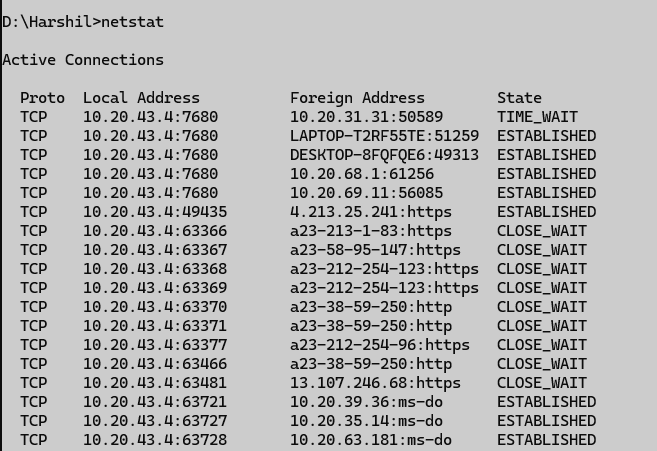 D:\Harshil>netstat
Active Connections
Proto  Local Address          Foreign Address        State
TCP    10.20.43.4:7680        10.20.31.31:50589      TIME_WAIT
TCP    10.20.43.4:7680        LAPTOP-T2RF55TE:51259  ESTABLISHED
TCP    10.20.43.4:7680        DESKTOP-8FQFQE6:49313  ESTABLISHED
TCP    10.20.43.4:7680        10.20.68.1:61256       ESTABLISHED
TCP    10.20.43.4:7680        10.20.69.11:56085      ESTABLISHED
TCP    10.20.43.4:49435       4.213.25.241:https     ESTABLISHED
TCP    10.20.43.4:63366       a23-213-1-83:https     CLOSE_WAIT
TCP    10.20.43.4:63367       a23-58-95-147:https    CLOSE_WAIT
TCP    10.20.43.4:63368       a23-212-254-123:https  CLOSE_WAIT
TCP    10.20.43.4:63369       a23-212-254-123:https  CLOSE_WAIT
TCP    10.20.43.4:63370       a23-38-59-250:http     CLOSE_WAIT
TCP    10.20.43.4:63371       a23-38-59-250:http     CLOSE_WAIT
TCP    10.20.43.4:63377       a23-212-254-96:https   CLOSE_WAIT
TCP    10.20.43.4:63466       a23-38-59-250:http     CLOSE_WAIT
TCP    10.20.43.4:63481       13.107.246.68:https    CLOSE_WAIT
TCP    10.20.43.4:63721       10.20.39.36:ms-do      ESTABLISHED
TCP    10.20.43.4:63727       10.20.35.14:ms-do      ESTABLISHED
TCP    10.20.43.4:63728       10.20.63.181:ms-do     ESTABLISHED